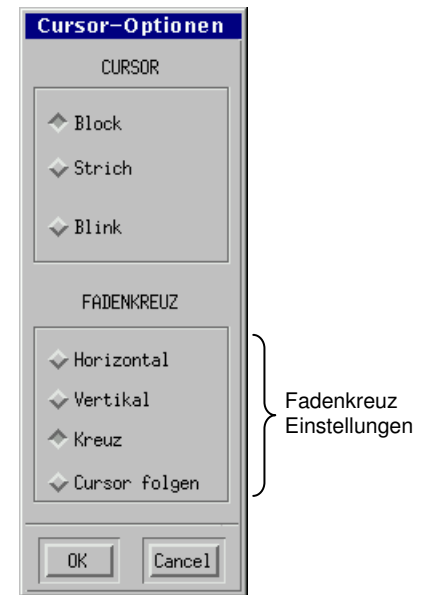 Cursor-Optionen
CURSOR
Block
Strich
Blink
FADENKREUZ
Horizontal
Vertikal
Kreuz
Cursor folgen
Fadenkreuz
Einstellungen
OK Cancel